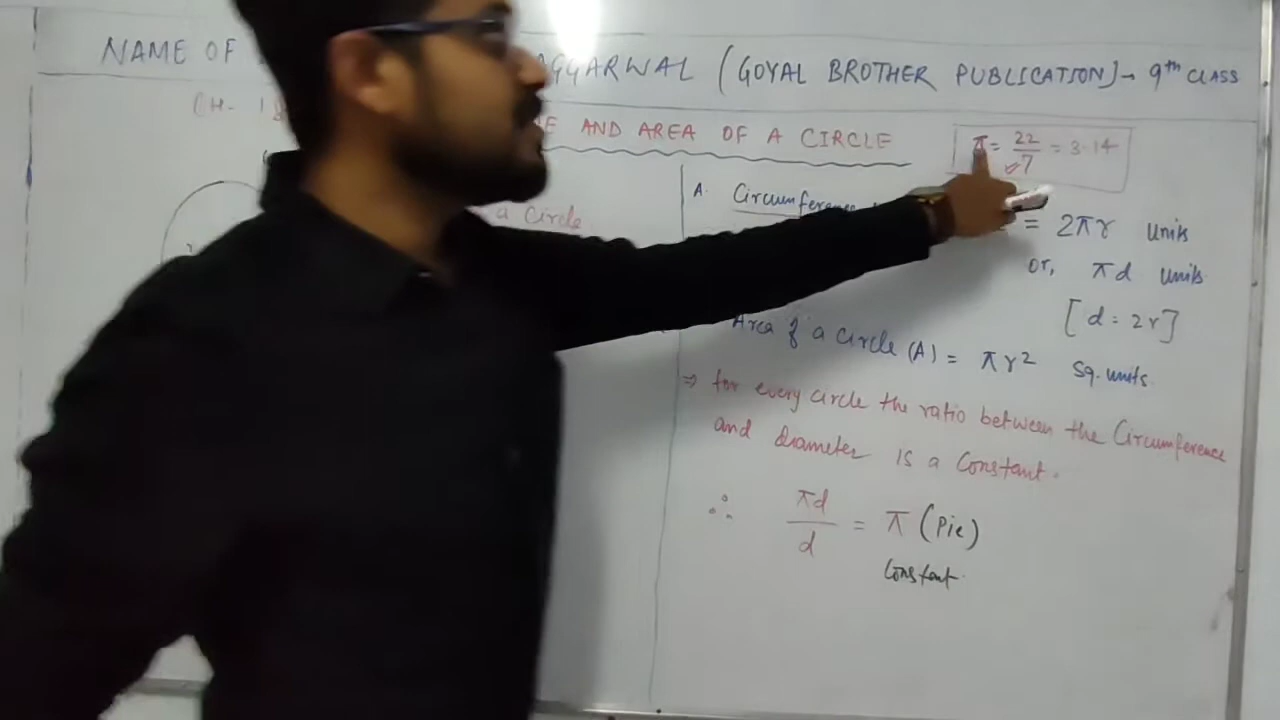 NAME OF AGGARWAL (GOYAL BROTHER PUBLICATION)→ 9th CLASS
CH- 18
AND AREA OF A CIRCLE
π = 22/7 = 3.14
a Circle
A. Circumference
= 2πr units
or, πd units
[d = 2r]
Area of a circle (A) = πr² Sq. units
⇒ for every circle the ratio between the Circumference
and diameter is a Constant.
∴ πd/d = π (Pie)
Constant